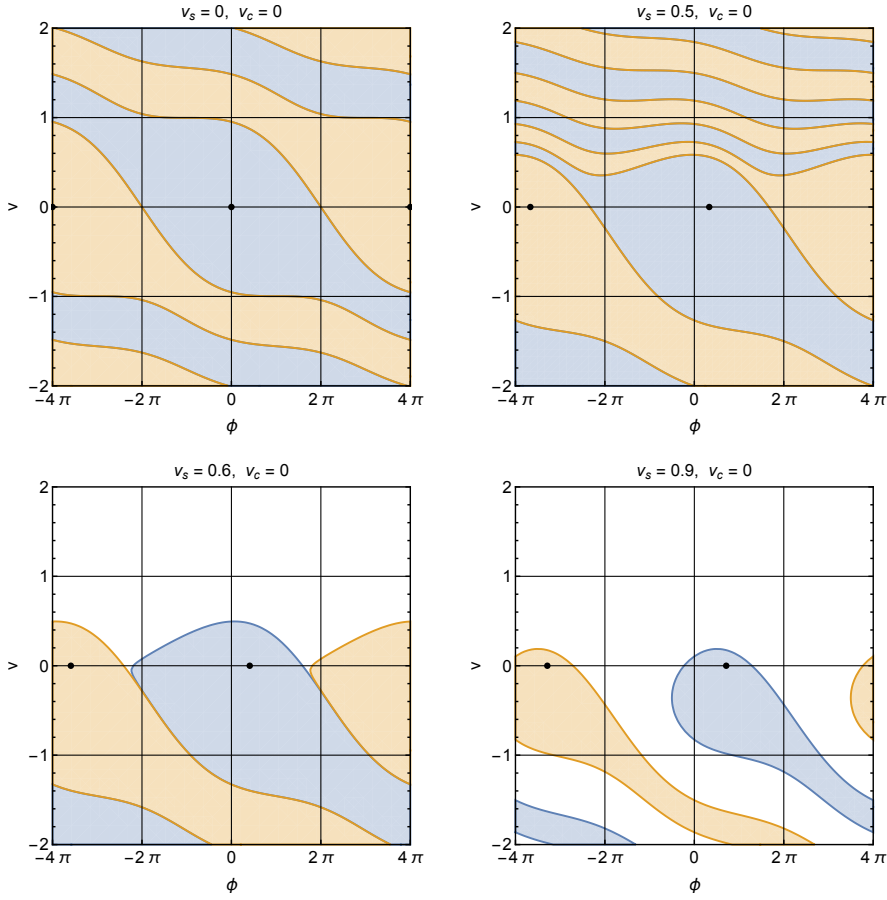 v_s = 0, v_c = 0
2
1
0
−1
−2
v
−4 π
−2 π
0
2 π
4 π
ϕ
v_s = 0.5, v_c = 0
2
1
0
−1
−2
v
−4 π
−2 π
0
2 π
4 π
ϕ
v_s = 0.6, v_c = 0
2
1
0
−1
−2
v
−4 π
−2 π
0
2 π
4 π
ϕ
v_s = 0.9, v_c = 0
2
1
0
−1
−2
v
−4 π
−2 π
0
2 π
4 π
ϕ